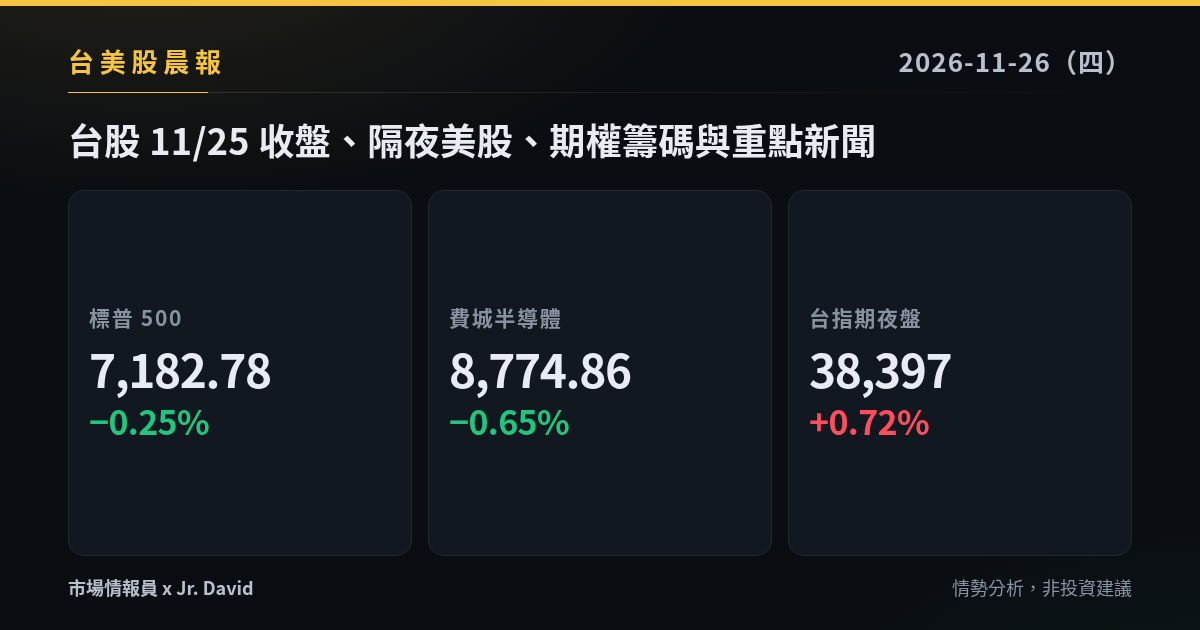 台美股晨報
2026-11-26（四）
台股 11/25 收盤、隔夜美股、期權籌碼與重點新聞
標普 500
7,182.78
−0.25%
費城半導體
8,774.86
−0.65%
台指期夜盤
38,397
+0.72%
市場情報員 x Jr. David
情勢分析，非投資建議